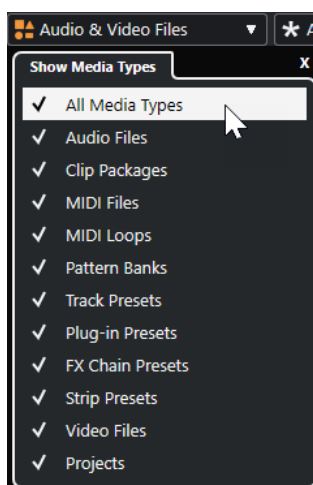 Audio & Video Files A
Show Media Types X
All Media Types
Audio Files
Clip Packages
MIDI Files
MIDI Loops
Pattern Banks
Track Presets
Plug-in Presets
FX Chain Presets
Strip Presets
Video Files
Projects